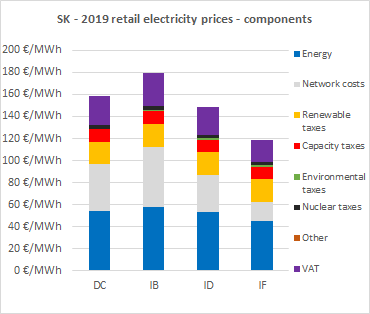 SK - 2019 retail electricity prices - components
200 €/MWh
180 €/MWh
160 €/MWh
140 €/MWh
120 €/MWh
100 €/MWh
80 €/MWh
60 €/MWh
40 €/MWh
20 €/MWh
0 €/MWh
DC
IB
ID
IF
Energy
Network costs
Renewable
taxes
Capacity taxes
Environmental
taxes
Nuclear taxes
Other
VAT